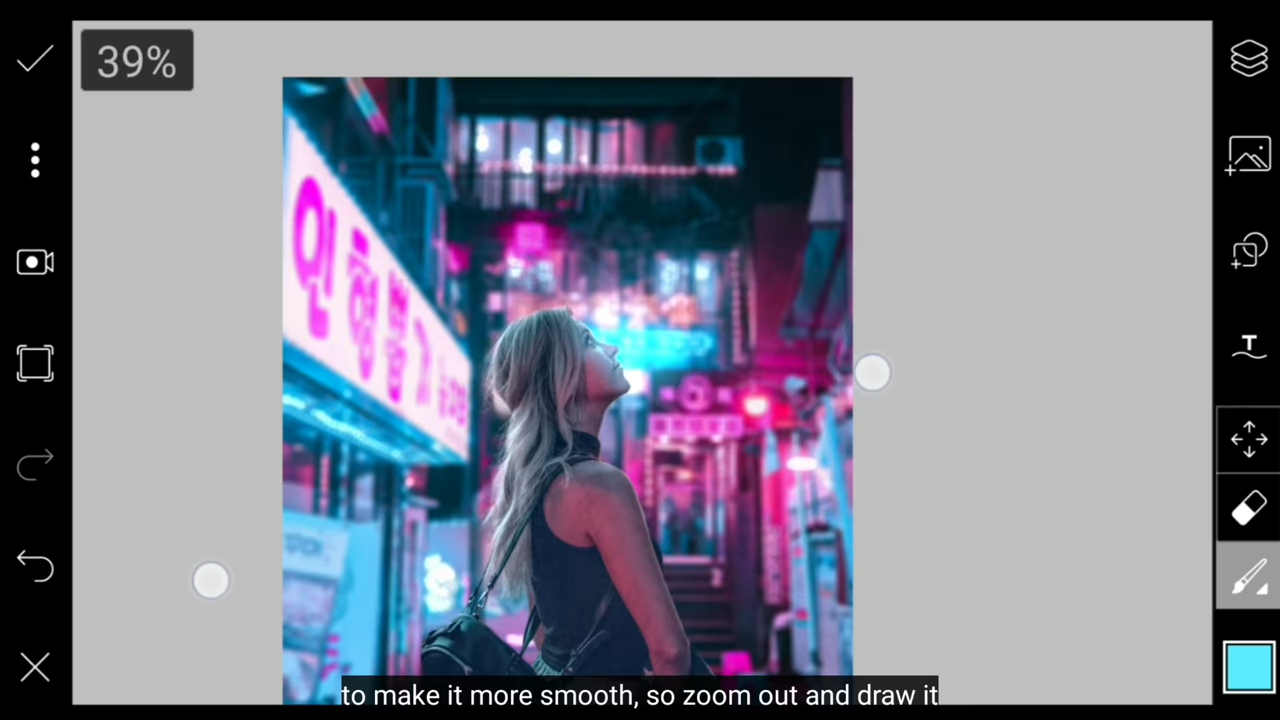 39%
인형뽑기
T
to make it more smooth, so zoom out and draw it